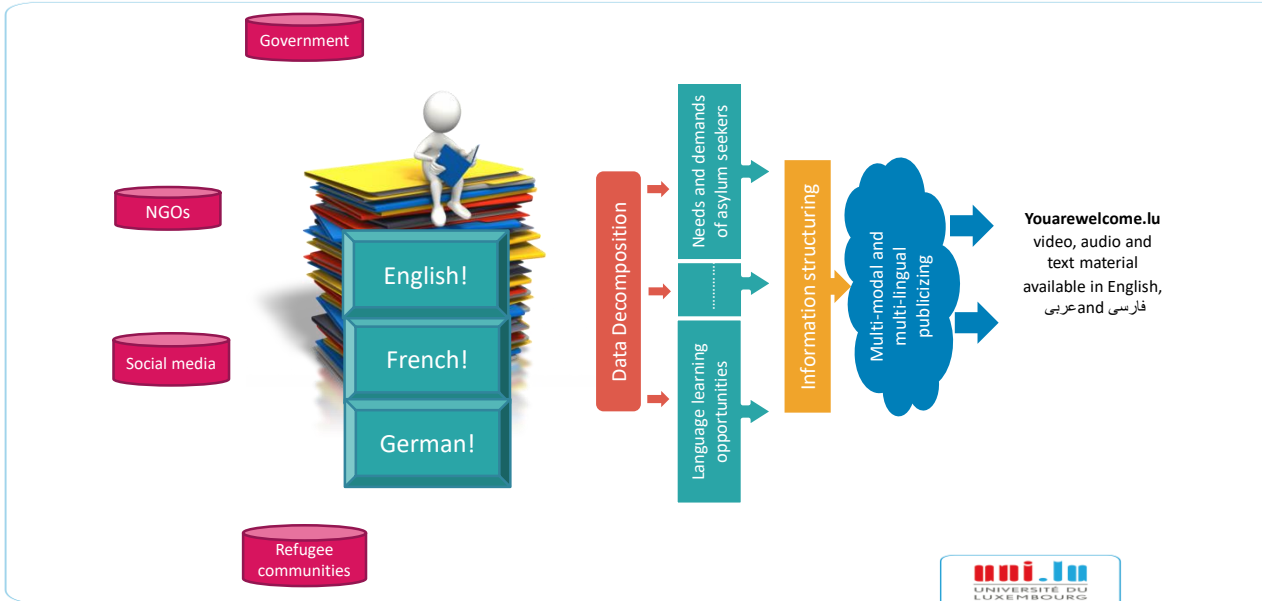 Government
NGOs
Social media
Refugee
communities
English!
French!
German!
Data Decomposition
Needs and demands
of asylum seekers
............
Language learning
opportunities
Information structuring
Multi-modal and
multi-lingual
publicizing
Youarewelcome.lu
video, audio and
text material
available in English,
عربی and فارسی
uni.lu
UNIVERSITÉ DU
LUXEMBOURG